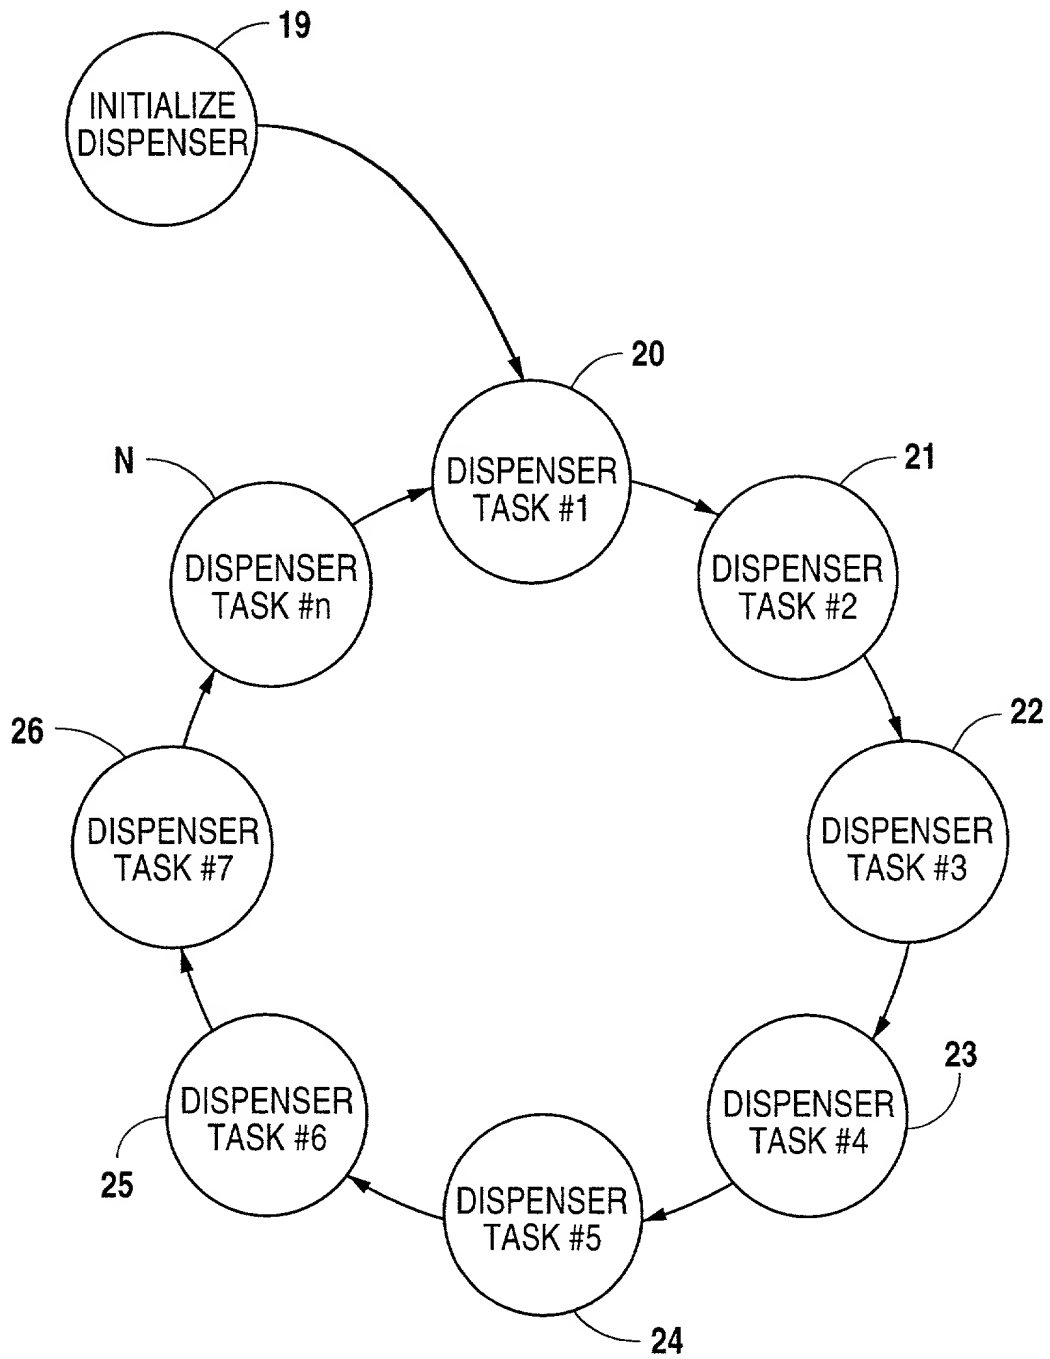 19
INITIALIZE
DISPENSER
20
DISPENSER
TASK #1
21
DISPENSER
TASK #2
22
DISPENSER
TASK #3
23
DISPENSER
TASK #4
24
DISPENSER
TASK #5
25
DISPENSER
TASK #6
26
DISPENSER
TASK #7
N
DISPENSER
TASK #n